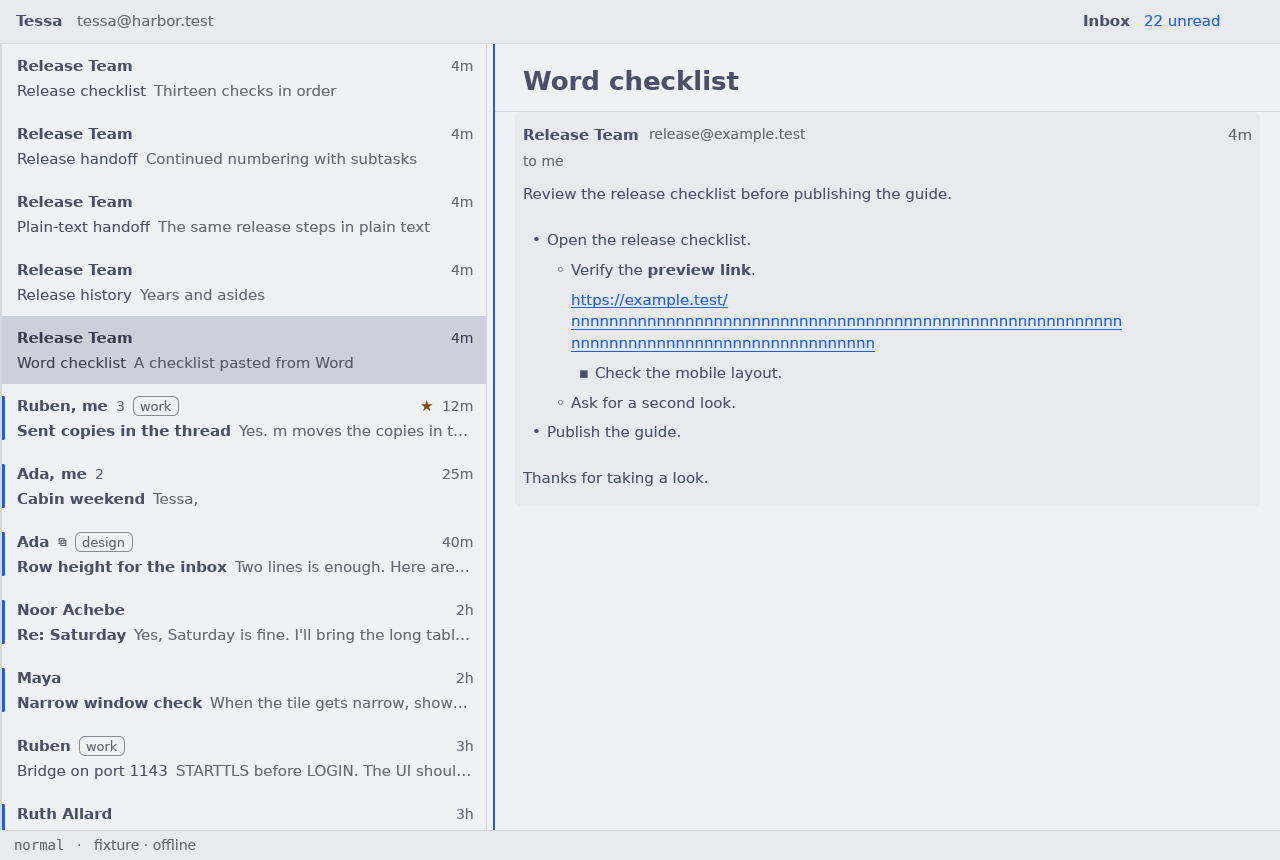 Tessa tessa@harbor.test Inbox 22 unread
Release Team 4m
Release checklist Thirteen checks in order
Release Team 4m
Release handoff Continued numbering with subtasks
Release Team 4m
Plain-text handoff The same release steps in plain text
Release Team 4m
Release history Years and asides
Release Team 4m
Word checklist A checklist pasted from Word
Ruben, me 3 work ★ 12m
Sent copies in the thread Yes. m moves the copies in t…
Ada, me 2 25m
Cabin weekend Tessa,
Ada ⧉ design 40m
Row height for the inbox Two lines is enough. Here are…
Noor Achebe 2h
Re: Saturday Yes, Saturday is fine. I'll bring the long tabl…
Maya 2h
Narrow window check When the tile gets narrow, show…
Ruben work 3h
Bridge on port 1143 STARTTLS before LOGIN. The UI shoul…
Ruth Allard 3h
Word checklist
Release Team release@example.test 4m
to me
Review the release checklist before publishing the guide.
• Open the release checklist.
◦ Verify the preview link.
https://example.test/
• Check the mobile layout.
◦ Ask for a second look.
• Publish the guide.
Thanks for taking a look.
normal · fixture · offline